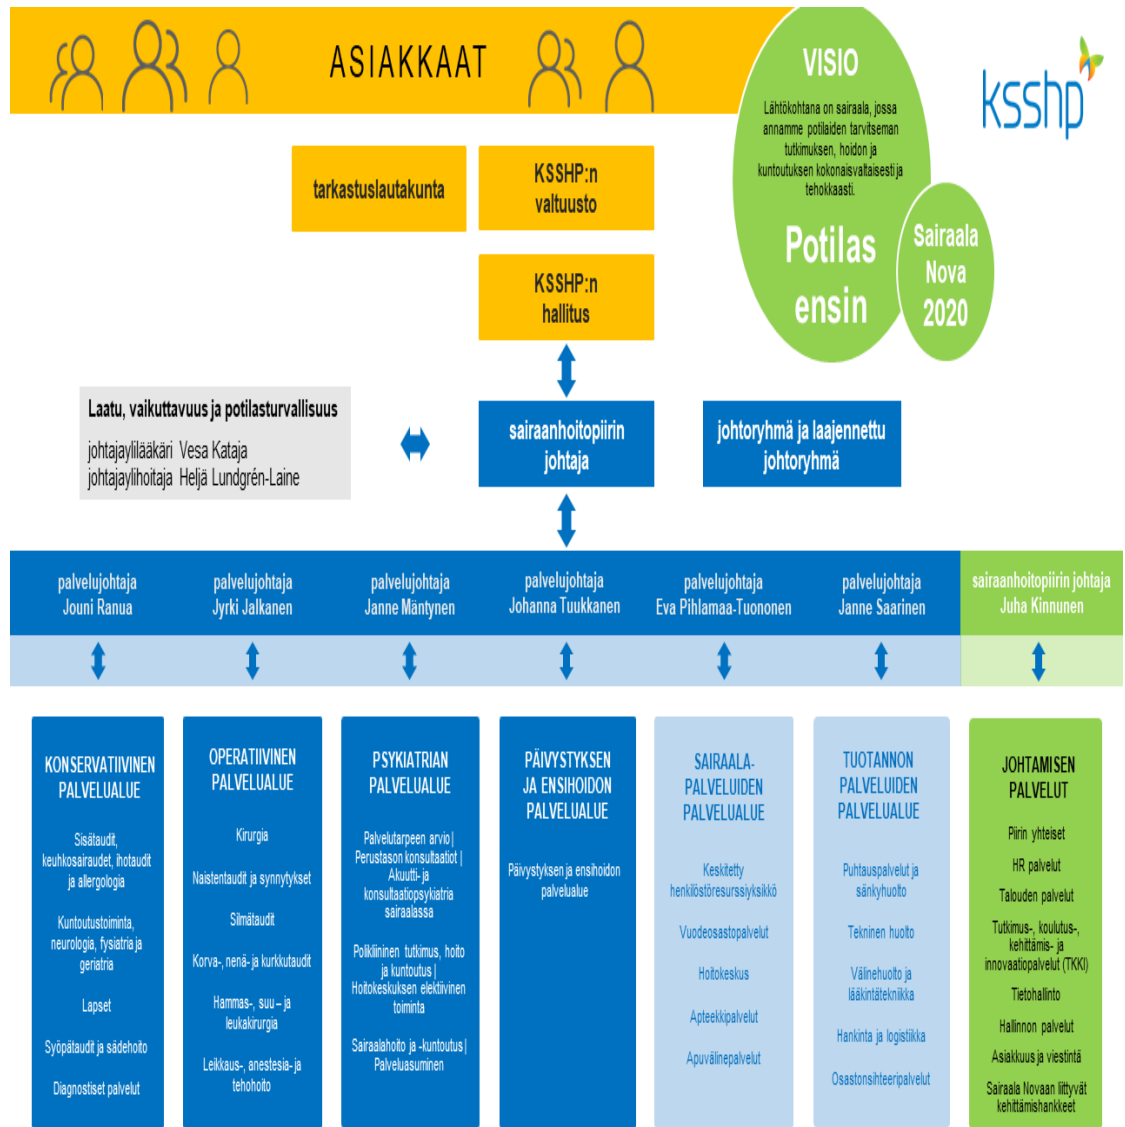 ASIAKKAAT
VISIO
Lähtökohtana on sairaala, jossa
annamme potilaiden tarvitseman
tutkimuksen, hoidon ja
kuntoutuksen kokonaisvaltaisesti ja
tehokkaasti.
Potilas
ensin
Sairaala
Nova
2020
ksshp
tarkastuslautakunta
KSSHP:n
valtuusto
KSSHP:n
hallitus
Laatu, vaikuttavuus ja potilasturvallisuus
johtajaylilääkäri Vesa Kataja
johtajaylihoitaja Heljä Lundgrén-Laine
sairaanhoitopiirin
johtaja
johtoryhmä ja laajennettu
johtoryhmä
palvelujohtaja
Jouni Ranua
palvelujohtaja
Jyrki Jalkanen
palvelujohtaja
Janne Mäntynen
palvelujohtaja
Johanna Tuukkanen
palvelujohtaja
Eva Pihlamaa-Tuononen
palvelujohtaja
Janne Saarinen
sairaanhoitopiirin johtaja
Juha Kinnunen
KONSERVATIIVINEN
PALVELUALUE
Sisätaudit,
keuhkosairaudet, ihotaudit
ja allergologia
Kuntoutustoiminta,
neurologia, fysiatria ja
geriatria
Lapset
Syöpätaudit ja sädehoito
Diagnostiset palvelut
OPERATIIVINEN
PALVELUALUE
Kirurgia
Naistentaudit ja synnytykset
Silmätaudit
Korva-, nenä- ja kurkkutaudit
Hammas-, suu – ja
leukakirurgia
Leikkaus-, anestesia- ja
tehohoito
PSYKIATRIAN
PALVELUALUE
Palvelutarpeen arvio |
Perustason konsultaatiot |
Akuutti- ja
konsultaatiopsykiatria
sairaalassa
Polikliininen tutkimus, hoito
ja kuntoutus |
Hoitokeskuksen elektiivinen
toiminta
Sairaalahoito ja -kuntoutus |
Palveluasuminen
PÄIVYSTYKSEN
JA ENSIHOIDON
PALVELUALUE
Päivystyksen ja ensihoidon
palvelualue
SAIRAALA-
PALVELUIDEN
PALVELUALUE
Keskitetty
henkilöstöresurssiyksikkö
Vuodeosastopalvelut
Hoitokeskus
Apteekkipalvelut
Apuvälinepalvelut
TUOTANNON
PALVELUIDEN
PALVELUALUE
Puhtauspalvelut ja
sänkyhuolto
Tekninen huolto
Välinehuolto ja
lääkintätekniikka
Hankinta ja logistiikka
Osastonsihteeripalvelut
JOHTAMISEN
PALVELUT
Piirin yhteiset
HR palvelut
Talouden palvelut
Tutkimus-, koulutus-,
kehittämis- ja
innovaatiopalvelut (TKKI)
Tietohallinto
Hallinnon palvelut
Asiakkuus ja viestintä
Sairaala Novaan liittyvät
kehittämishankkeet